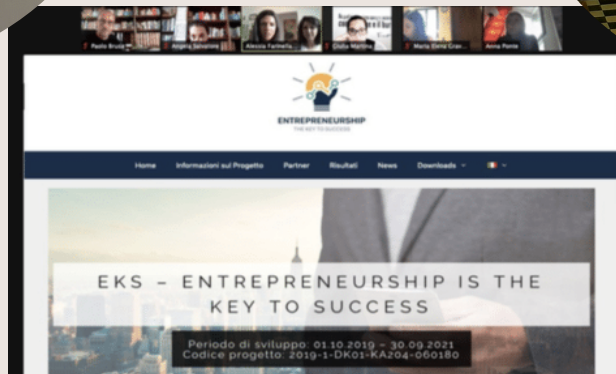 Paolo Bruno
Angela Salvatore
Alessia Farinella
Giulia Martina
Maria Elena Gran...
Anna Ponte
ENTREPRENEURSHIP
THE KEY TO SUCCESS
Home Informazioni sul Progetto Partner Risultati News Downloads
EKS – ENTREPRENEURSHIP IS THE
KEY TO SUCCESS
Periodo di sviluppo: 01.10.2019 – 30.09.2021
Codice progetto: 2019-1-DK01-KA204-060180